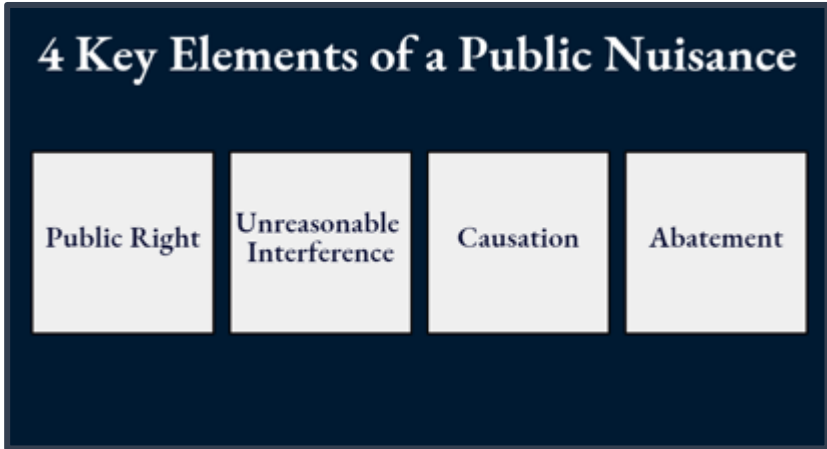 4 Key Elements of a Public Nuisance
Public Right
Unreasonable
Interference
Causation
Abatement